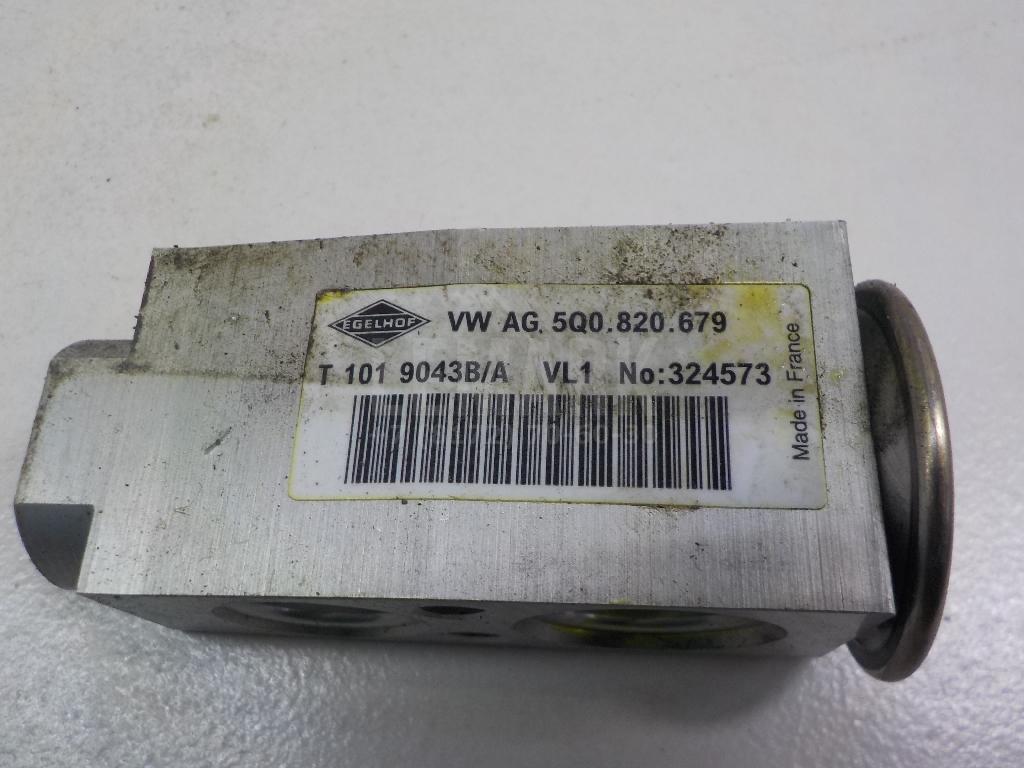 EGELHOF VW AG, 5Q0.820.679
T 101 9043B/A VL1 No:324573
Made in France